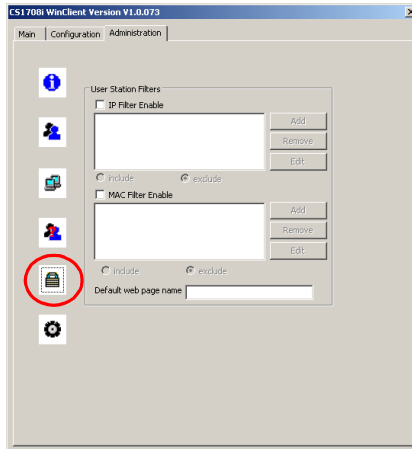 CS1708i WinClient Version V1.0.073
Main Configuration Administration
User Station Filters
IP Filter Enable
Add
Remove
Edit
include exclude
MAC Filter Enable
Add
Remove
Edit
include exclude
Default web page name